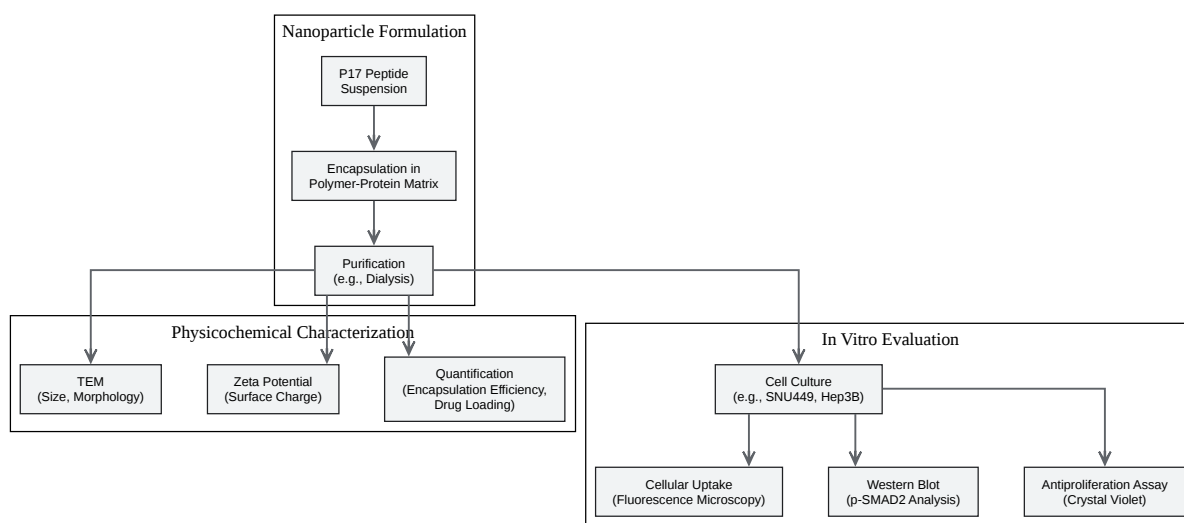 Nanoparticle Formulation
P17 Peptide
Suspension
Encapsulation in
Polymer-Protein Matrix
Purification
(e.g., Dialysis)
Physicochemical Characterization
TEM
(Size, Morphology)
Zeta Potential
(Surface Charge)
Quantification
(Encapsulation Efficiency,
Drug Loading)
In Vitro Evaluation
Cell Culture
(e.g., SNU449, Hep3B)
Cellular Uptake
(Fluorescence Microscopy)
Western Blot
(p-SMAD2 Analysis)
Antiproliferation Assay
(Crystal Violet)